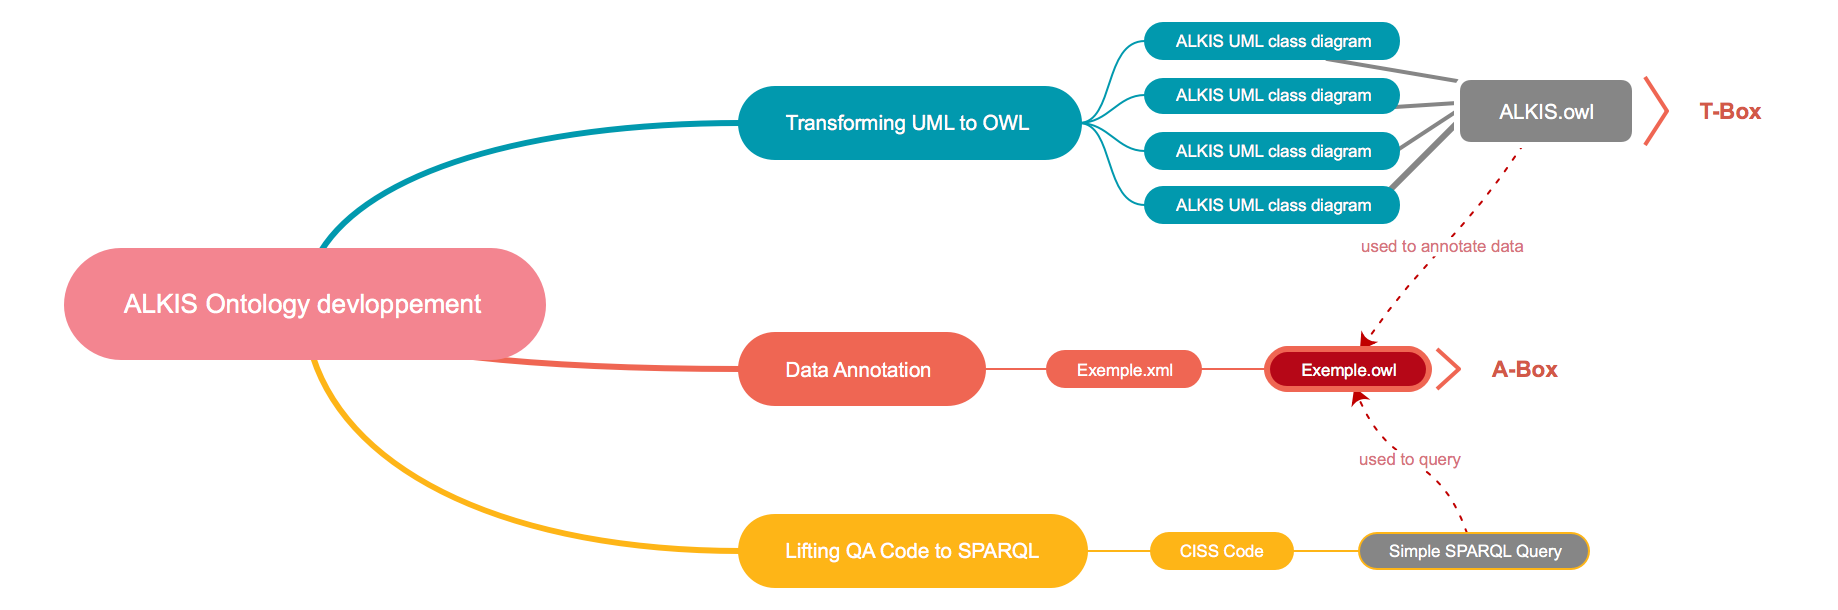 ALKIS Ontology devloppement
Transforming UML to OWL
ALKIS UML class diagram
ALKIS UML class diagram
ALKIS UML class diagram
ALKIS UML class diagram
ALKIS.owl
T-Box
used to annotate data
Data Annotation
Exemple.xml
Exemple.owl
A-Box
used to query
Lifting QA Code to SPARQL
CISS Code
Simple SPARQL Query